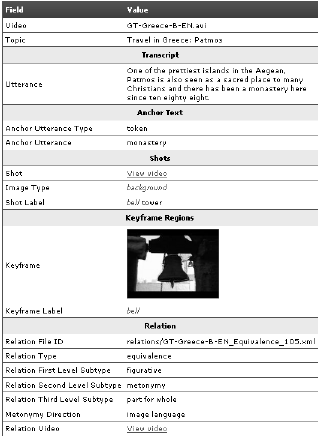 Field Value
Video GT-Greece-B-EN.avi
Topic Travel in Greece: Patmos
Transcript
One of the prettiest islands in the Aegean,
Patmos is also seen as a sacred place to many
Utterance Christians and there has been a monastery here
since ten eighty eight.
Anchor Text
Anchor Utterance Type token
Anchor Utterance monastery
Shots
Shot View video
Image Type background
Shot Label bell tower
Keyframe Regions
Keyframe
Keyframe Label bell
Relation
Relation File ID relations/GT-Greece-B-EN_Equivalence_105.xml
Relation Type equivalence
Relation First Level Subtype figurative
Relation Second Level Subtype metonymy
Relation Third Level Subtype part for whole
Metonymy Direction image language
Relation Video View video